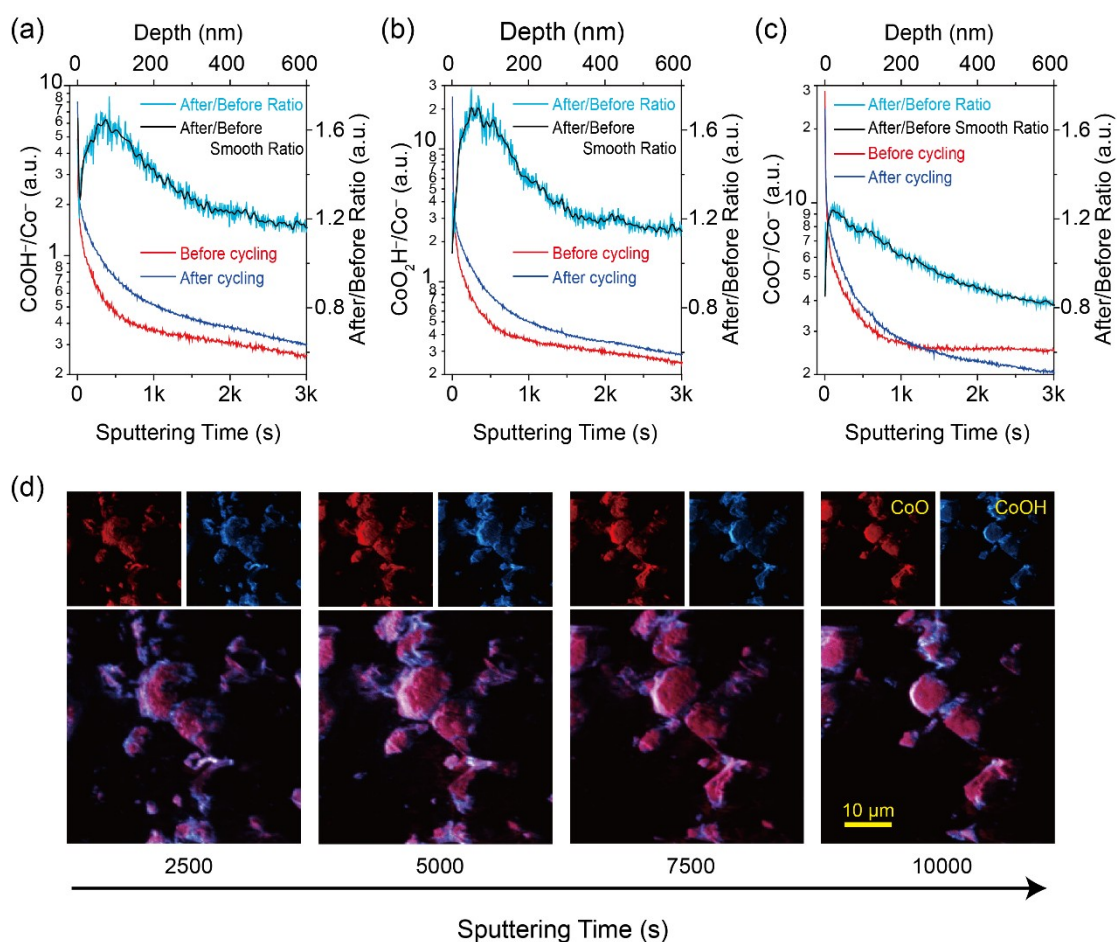 (a)
Depth (nm)
0 200 400 600
10
8
7
6
5
4
3
2
1
8
7
6
5
4
3
2
CoOH⁻/Co⁻ (a.u.)
After/Before Ratio
After/Before
Smooth Ratio
Before cycling
After cycling
1.6
1.2
0.8
After/Before Ratio (a.u.)
0 1k 2k 3k
Sputtering Time (s)
(b)
Depth (nm)
0 200 400 600
2
10
8
7
6
5
4
3
2
1
8
7
6
5
4
3
2
CoO₂H⁻/Co⁻ (a.u.)
After/Before Ratio
After/Before
Smooth Ratio
Before cycling
After cycling
1.6
1.2
0.8
After/Before Ratio (a.u.)
0 1k 2k 3k
Sputtering Time (s)
(c)
Depth (nm)
0 200 400 600
2
10
9
8
7
6
5
4
3
2
CoO⁻/Co⁻ (a.u.)
After/Before Ratio
After/Before Smooth Ratio
Before cycling
After cycling
1.6
1.2
0.8
After/Before Ratio (a.u.)
0 1k 2k 3k
Sputtering Time (s)
(d)
CoO
CoOH
10 µm
2500 5000 7500 10000
Sputtering Time (s)